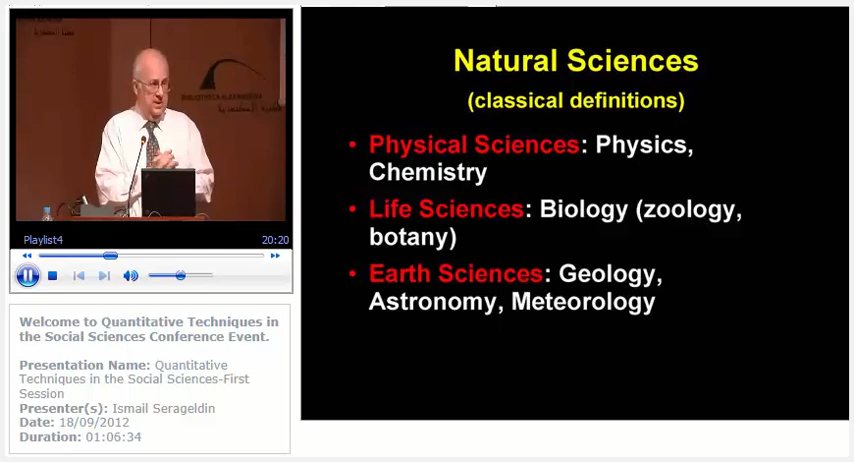 BIBLIOTHECA ALEXANDRINA
Playlist4
20:20
Welcome to Quantitative Techniques in
the Social Sciences Conference Event.
Presentation Name: Quantitative
Techniques in the Social Sciences-First
Session
Presenter(s): Ismail Serageldin
Date: 18/09/2012
Duration: 01:06:34
Natural Sciences
(classical definitions)
• Physical Sciences: Physics,
Chemistry
• Life Sciences: Biology (zoology,
botany)
• Earth Sciences: Geology,
Astronomy, Meteorology